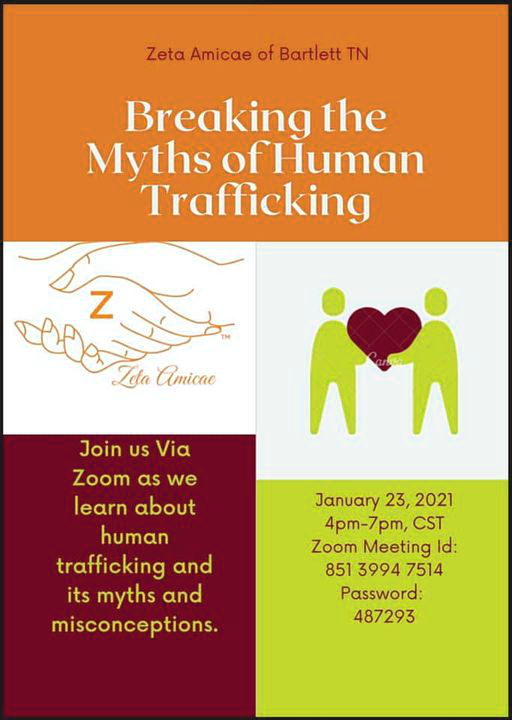 Zeta Amicae of Bartlett TN
Breaking the
Myths of Human
Trafficking
Z
TM
Zeta Amicae
Canva
Join us Via
Zoom as we
learn about
human
trafficking and
its myths and
misconceptions.
January 23, 2021
4pm-7pm, CST
Zoom Meeting Id:
851 3994 7514
Password:
487293